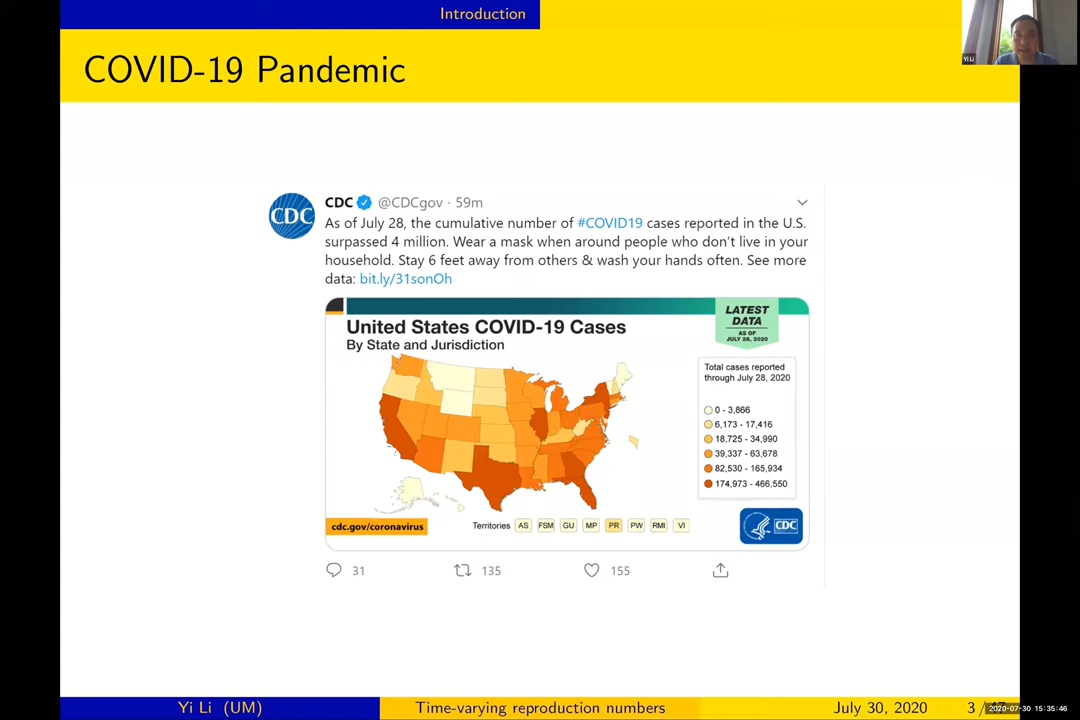 Introduction
COVID-19 Pandemic
Yi Li
CDC
CDC @CDCgov · 59m
As of July 28, the cumulative number of #COVID19 cases reported in the U.S.
surpassed 4 million. Wear a mask when around people who don't live in your
household. Stay 6 feet away from others & wash your hands often. See more
data: bit.ly/31sonOh
United States COVID-19 Cases
By State and Jurisdiction
LATEST
DATA
AS OF
JULY 28, 2020
Total cases reported
through July 28, 2020
0 - 3,866
6,173 - 17,416
18,725 - 34,990
39,337 - 63,678
82,530 - 165,934
174,973 - 466,550
cdc.gov/coronavirus
Territories AS FSM GU MP PR PW RMI VI
CDC
31 135 155
Yi Li (UM) Time-varying reproduction numbers July 30, 2020 3 /
2020-07-30 15:35:46